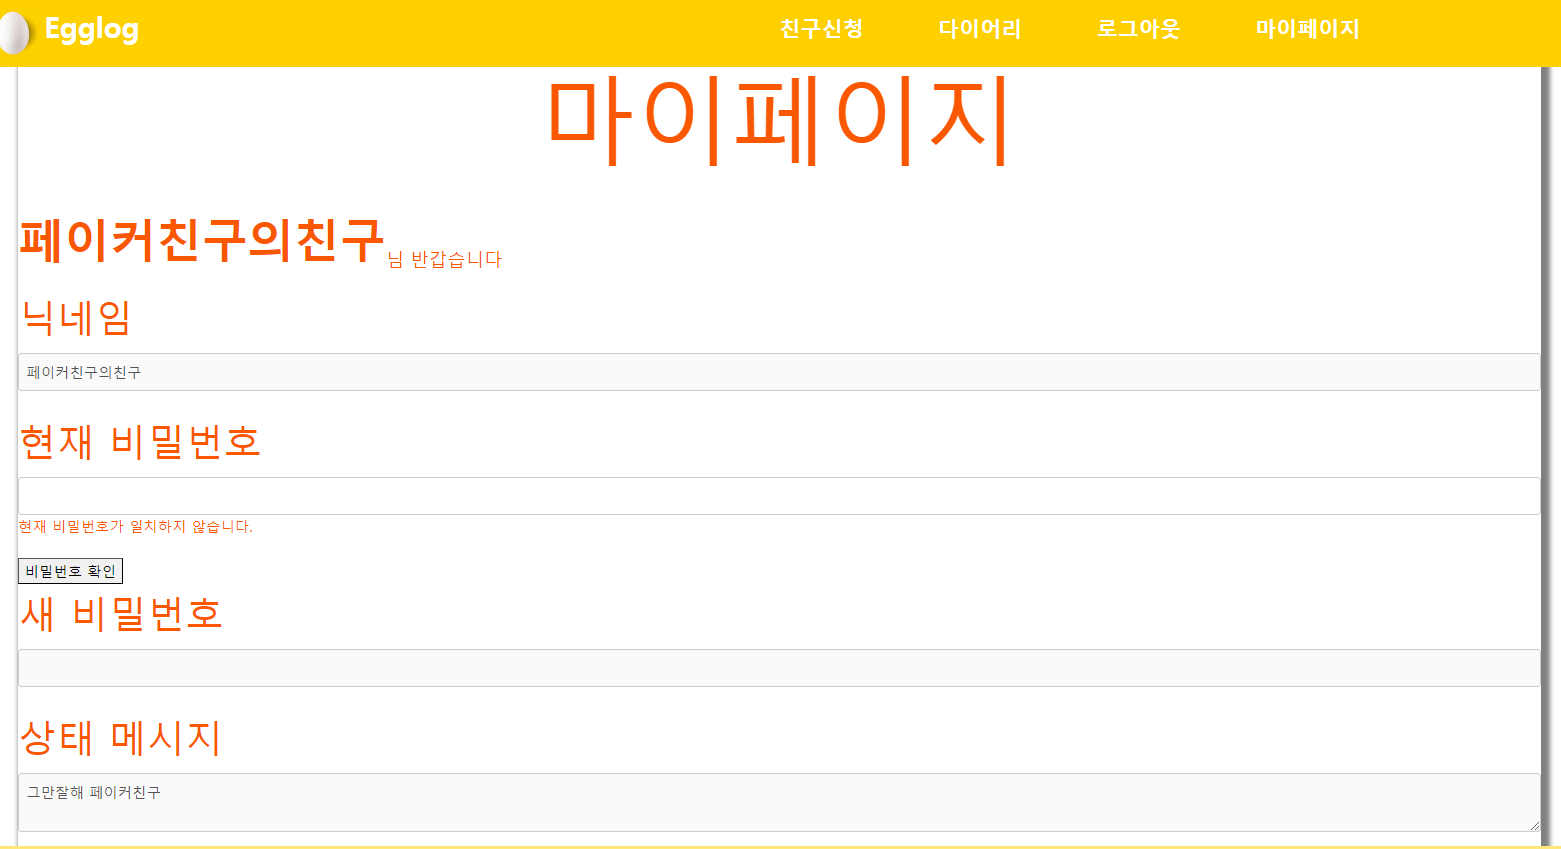 Egglog 친구신청 다이어리 로그아웃 마이페이지
마이페이지
페이커친구의친구 님 반갑습니다
닉네임
페이커친구의친구
현재 비밀번호
현재 비밀번호가 일치하지 않습니다.
비밀번호 확인
새 비밀번호
상태 메시지
그만잘해 페이커친구